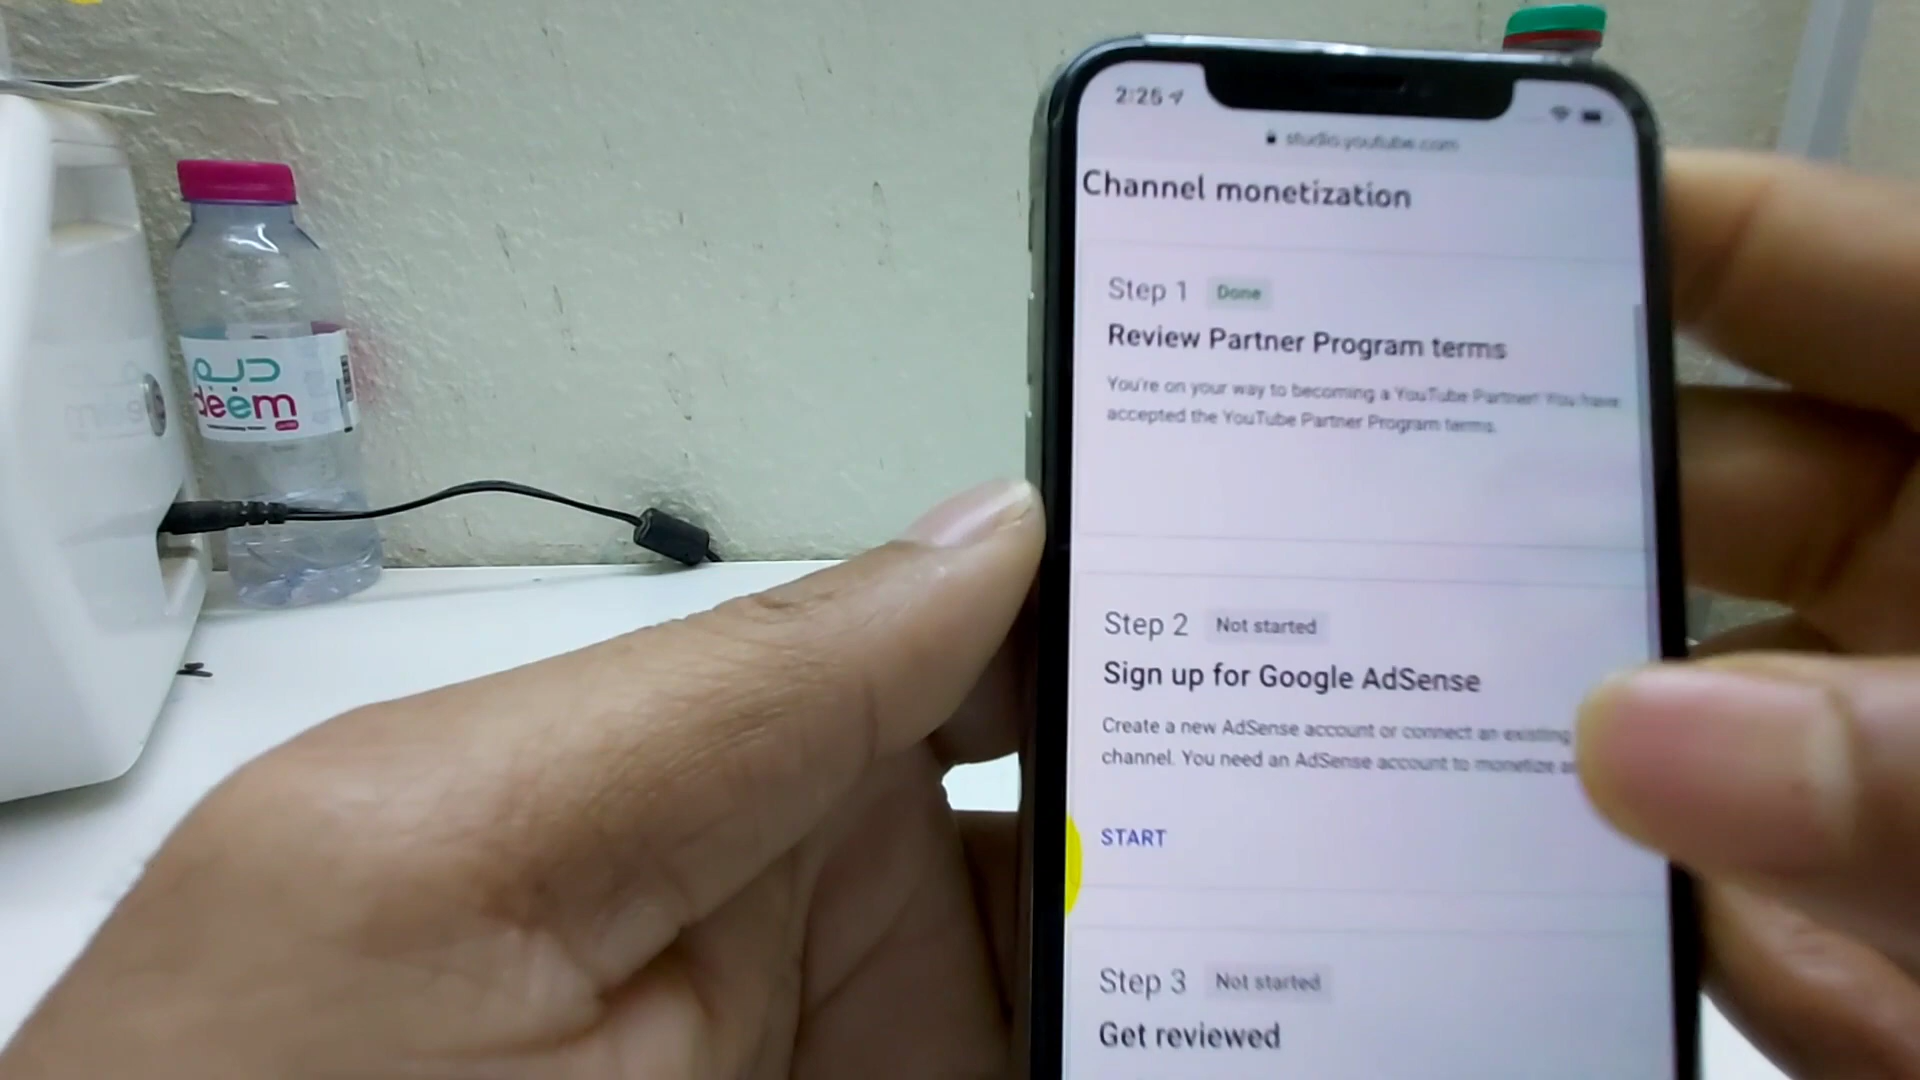 ديم
deem
2:26
studio.youtube.com
Channel monetization
Step 1 Done
Review Partner Program terms
You're on your way to becoming a YouTube Partner! You have
accepted the YouTube Partner Program terms.
Step 2 Not started
Sign up for Google AdSense
Create a new AdSense account or connect an existing
channel. You need an AdSense account to monetize
START
Step 3 Not started
Get reviewed